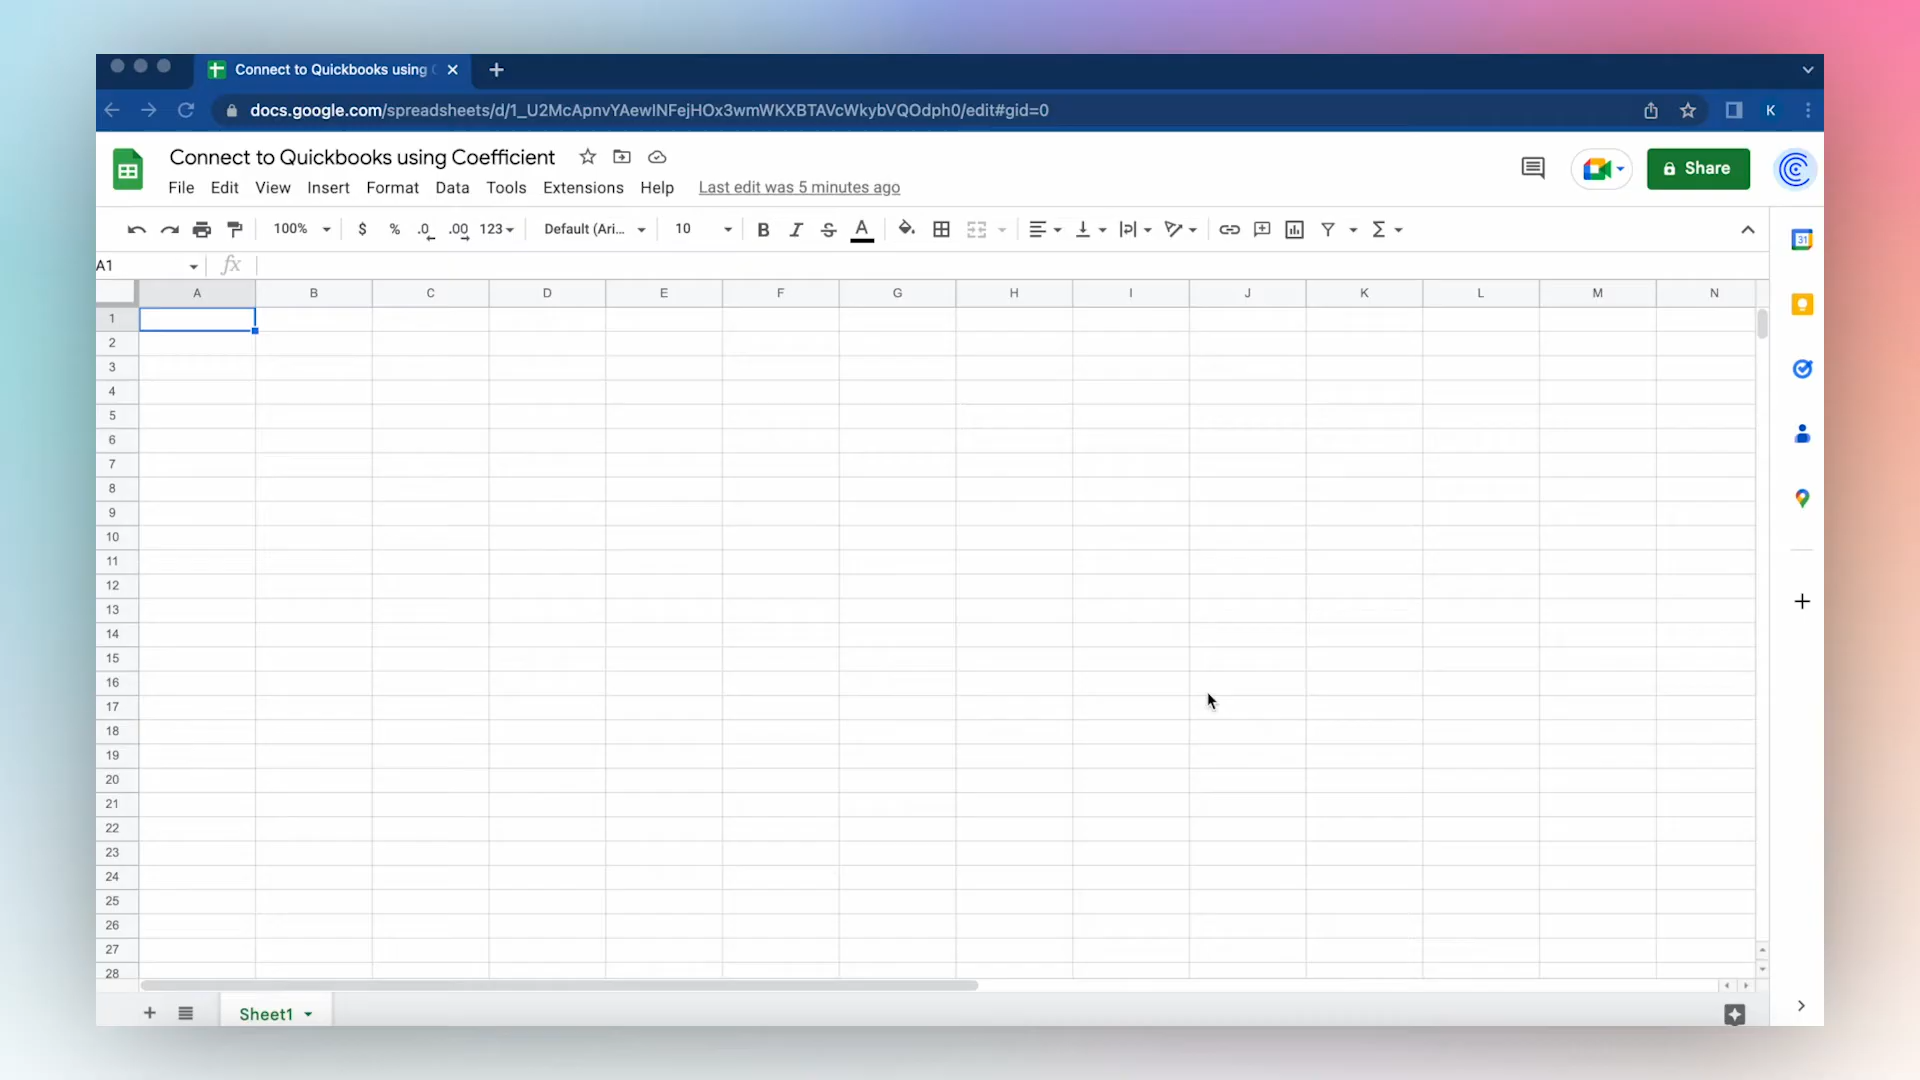 Connect to Quickbooks using
docs.google.com/spreadsheets/d/1_U2McApnvYAewINFejHOx3wmWKXBTAVcWkybVQOdph0/edit#gid=0
K
Connect to Quickbooks using Coefficient
File Edit View Insert Format Data Tools Extensions Help Last edit was 5 minutes ago
Share
100% $ % .0 .00 123 Default (Ari... 10 B I S A Σ
31
A1 fx
A B C D E F G H I J K L M N
1
2
3
4
5
6
7
8
9
10
11
12
13
14
15
16
17
18
19
20
21
22
23
24
25
26
27
28
Sheet1